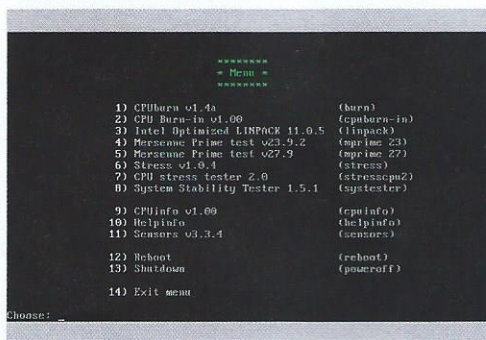 ********
* Menu *
********
1) CPUburn v1.4a (burn)
2) CPU Burn-in v1.00 (cpuburn-in)
3) Intel Optimized LINPACK 11.0.5 (linpack)
4) Mersenne Prime test v23.9.2 (mprime 23)
5) Mersenne Prime test v27.9 (mprime 27)
6) Stress v1.0.4 (stress)
7) CPU stress tester 2.0 (stresscpu2)
8) System Stability Tester 1.5.1 (systester)
9) CPUinfo v1.00 (cpuinfo)
10) Helpinfo (helpinfo)
11) Sensors v3.3.4 (sensors)
12) Reboot (reboot)
13) Shutdown (poweroff)
14) Exit menu
Choose: _